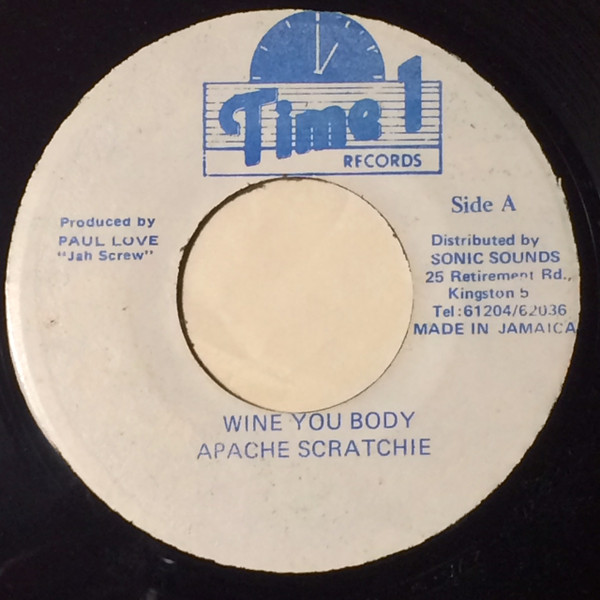 Time 1
RECORDS
Side A
Produced by
PAUL LOVE
"Jah Screw"
Distributed by
SONIC SOUNDS
25 Retirement Rd.,
Kingston 5
Tel:61204/62036
MADE IN JAMAICA
WINE YOU BODY
APACHE SCRATCHIE